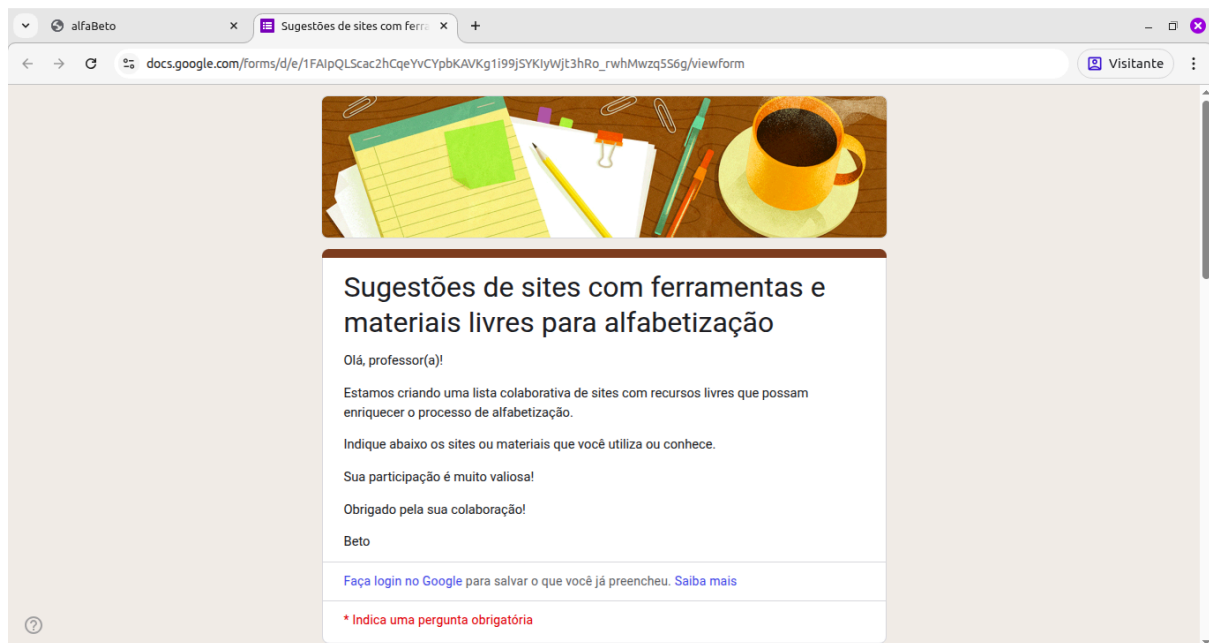 alfaBeto
Sugestões de sites com ferra
docs.google.com/forms/d/e/1FAIpQLScac2hCqeYvCYpbKAVKg1i99jSYKIyWjt3hRo_rwhMwzq5S6g/viewform
Visitante
Sugestões de sites com ferramentas e
materiais livres para alfabetização
Olá, professor(a)!
Estamos criando uma lista colaborativa de sites com recursos livres que possam
enriquecer o processo de alfabetização.
Indique abaixo os sites ou materiais que você utiliza ou conhece.
Sua participação é muito valiosa!
Obrigado pela sua colaboração!
Beto
Faça login no Google para salvar o que você já preencheu. Saiba mais
* Indica uma pergunta obrigatória